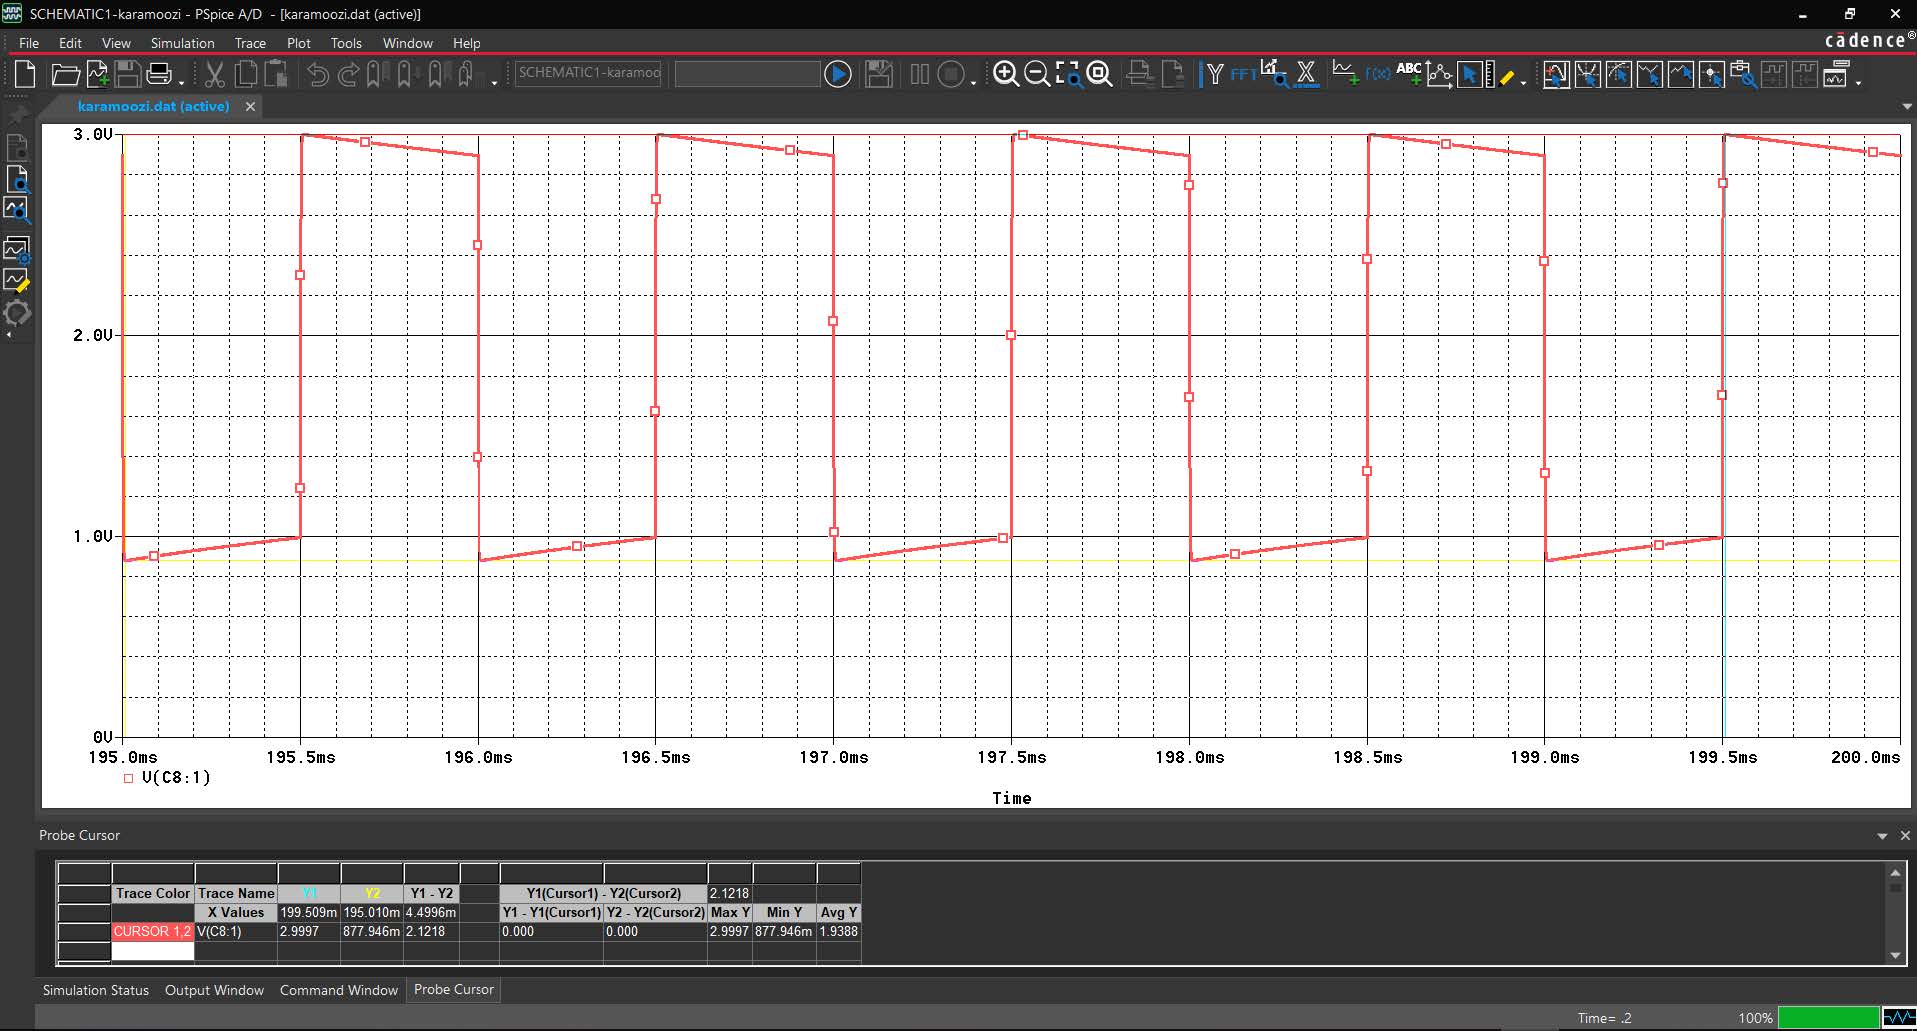 SCHEMATIC1-karamoozi - PSpice A/D - [karamoozi.dat (active)]
File Edit View Simulation Trace Plot Tools Window Help
cādence®
SCHEMATIC1-karamoo
Y FFT X f(x) ABC
karamoozi.dat (active)
3.0V
2.0V
1.0V
0V
195.0ms 195.5ms 196.0ms 196.5ms 197.0ms 197.5ms 198.0ms 198.5ms 199.0ms 199.5ms 200.0ms
V(C8:1)
Time
Probe Cursor
Trace Color Trace Name Y1 Y2 Y1 - Y2 Y1(Cursor1) - Y2(Cursor2) 2.1218
X Values 199.509m 195.010m 4.4996m Y1 - Y1(Cursor1) Y2 - Y2(Cursor2) Max Y Min Y Avg Y
CURSOR 1,2 V(C8:1) 2.9997 877.946m 2.1218 0.000 0.000 2.9997 877.946m 1.9388
Simulation Status Output Window Command Window Probe Cursor
Time= .2 100%